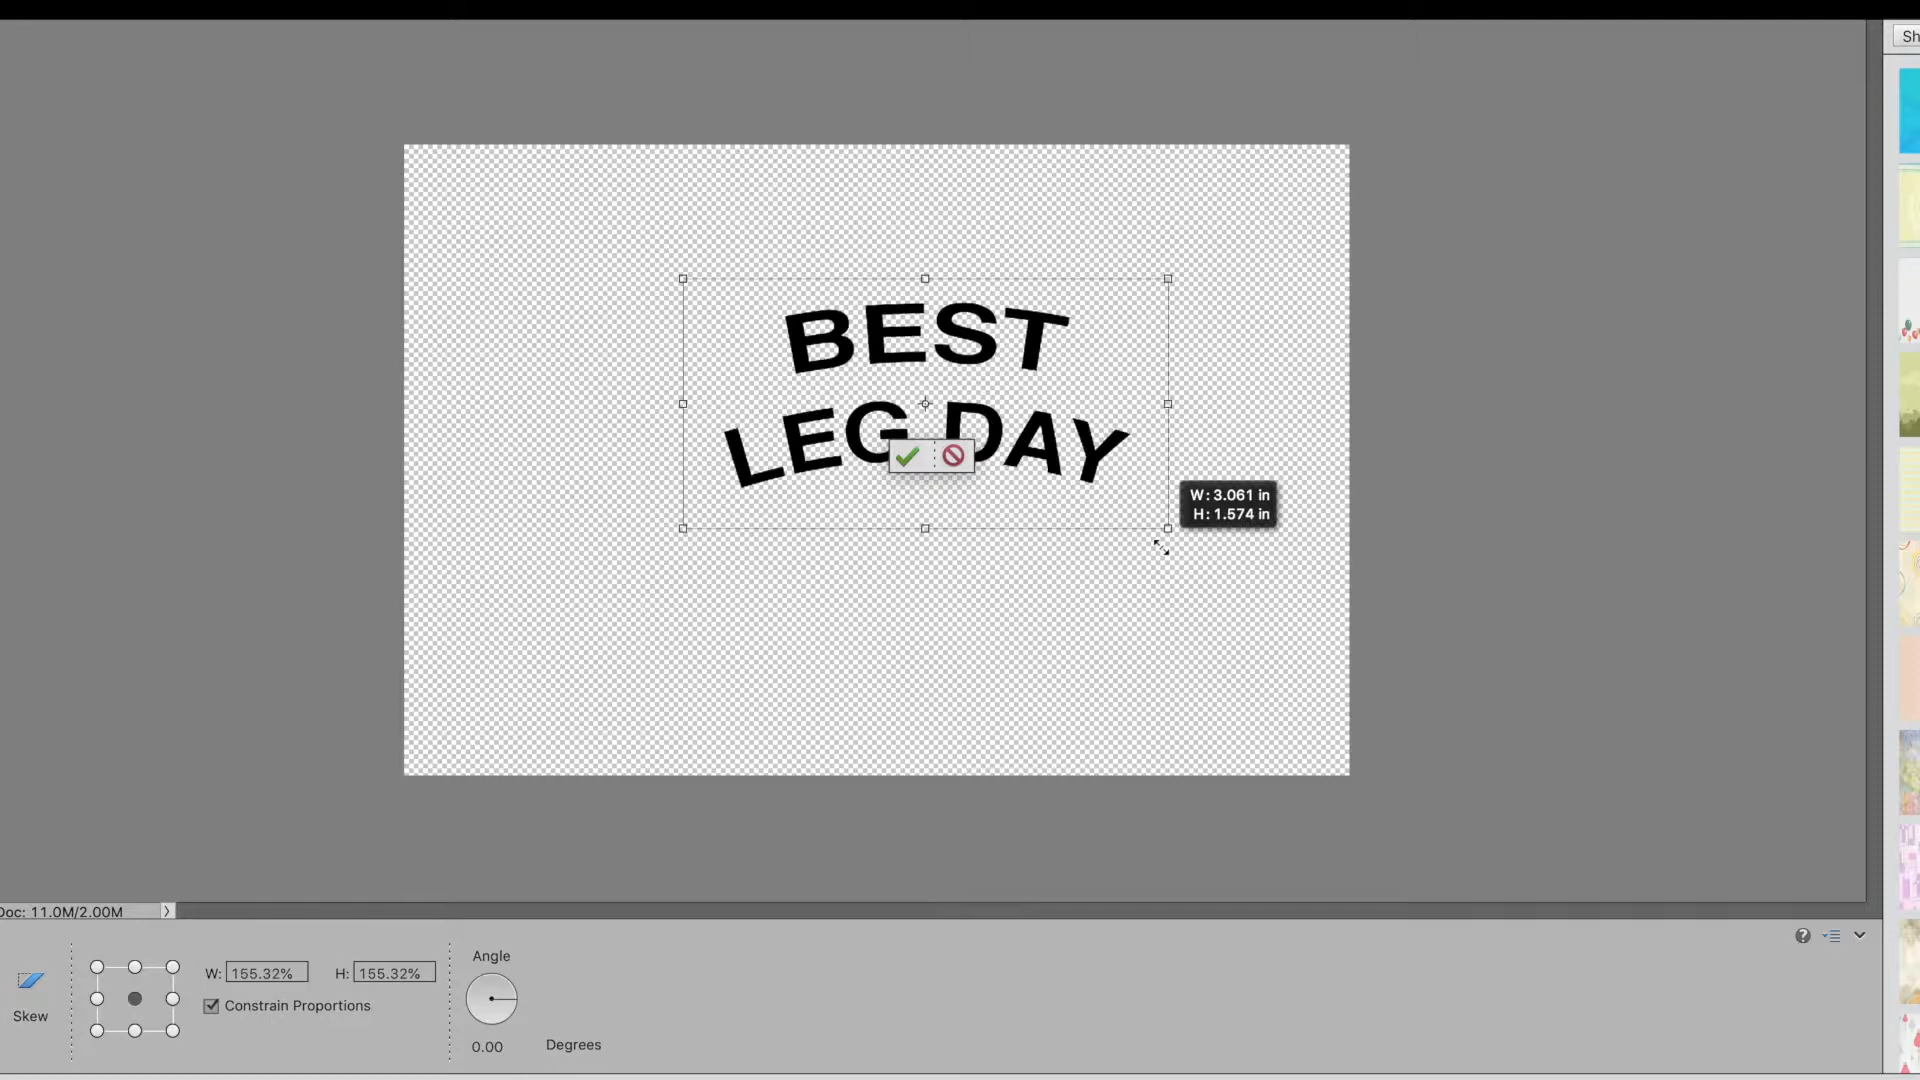 Sh
BEST
LEG DAY
W: 3.061 in
H: 1.574 in
Doc: 11.0M/2.00M
Angle
W: 155.32% H: 155.32%
Constrain Proportions
Skew
0.00 Degrees